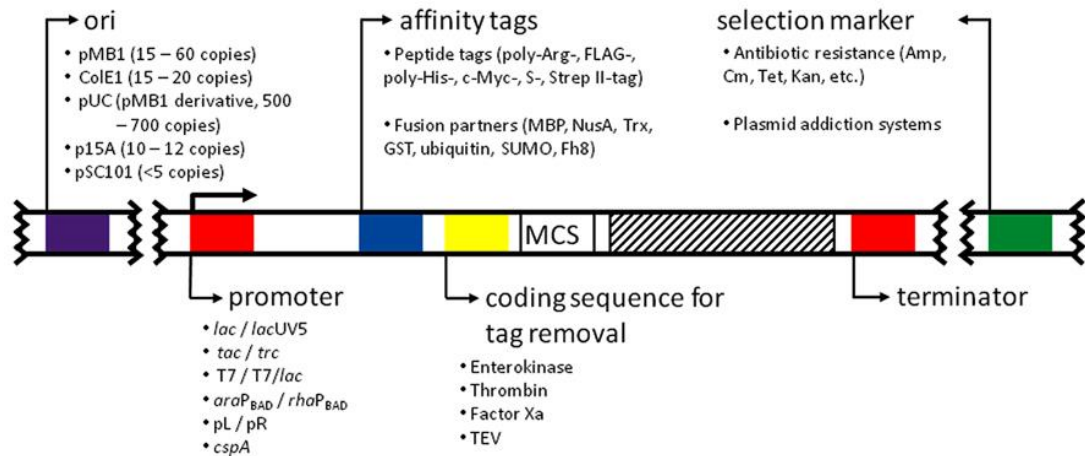 ori
• pMB1 (15 – 60 copies)
• ColE1 (15 – 20 copies)
• pUC (pMB1 derivative, 500
– 700 copies)
• p15A (10 – 12 copies)
• pSC101 (<5 copies)
affinity tags
• Peptide tags (poly-Arg-, FLAG-,
poly-His-, c-Myc-, S-, Strep II-tag)
• Fusion partners (MBP, NusA, Trx,
GST, ubiquitin, SUMO, Fh8)
selection marker
• Antibiotic resistance (Amp,
Cm, Tet, Kan, etc.)
• Plasmid addiction systems
MCS
promoter
• lac / lacUV5
• tac / trc
• T7 / T7/lac
• araPBAD / rhaPBAD
• pL / pR
• cspA
coding sequence for
tag removal
• Enterokinase
• Thrombin
• Factor Xa
• TEV
terminator